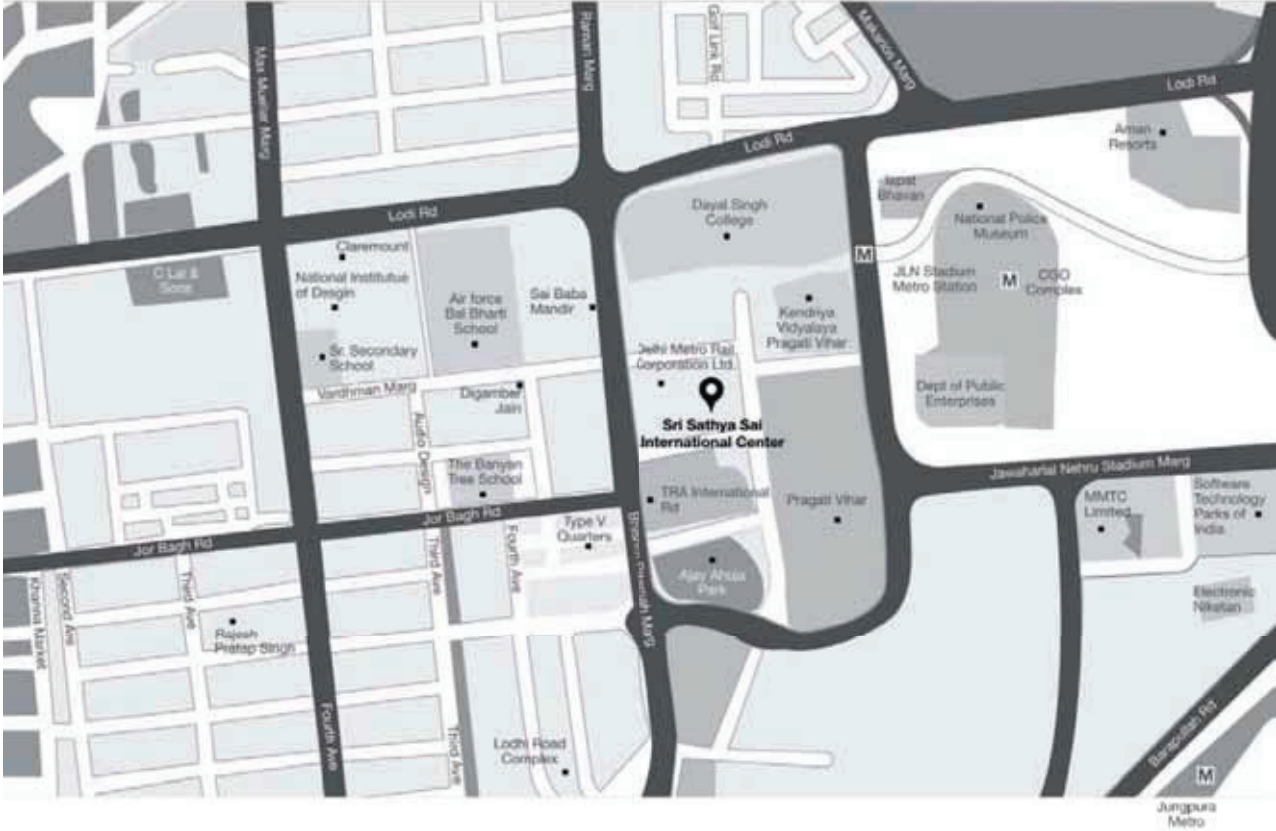 Max Mueller Marg
Raman Marg
Golf Link Rd
Makarios Marg
Lodi Rd
Lodi Rd
Lodi Rd
Aman
Resorts
Ispat
Bhavan
Dayal Singh
College
National Police
Museum
Claremount
C Lal &
Sons
National Institutue
of Desgin
Air force
Bal Bharti
School
Sai Baba
Mandir
M
JLN Stadium
Metro Station
M
CGO
Complex
Kendriya
Vidyalaya
Pragati Vihar
Sr. Secondary
School
Delhi Metro Rail
Corporation Ltd.
Vardhman Marg
Digamber
Jain
Dept of Public
Enterprises
Sri Sathya Sai
International Center
Auto Design
The Banyan
Tree School
Jawaharlal Nehru Stadium Marg
TRA International
Rd
Pragati Vihar
MMTC
Limited
Software
Technology
Parks of
India
Jor Bagh Rd
Jor Bagh Rd
Type V
Quarters
Third Ave
Fourth Ave
Ajay Ahuja
Park
Khanna Market
Second Ave
Third Ave
Electronic
Niketan
Rajesh
Pratap Singh
Fourth Ave
Third Ave
Lodhi Road
Complex
Barapullah Rd
M
Jungpura
Metro